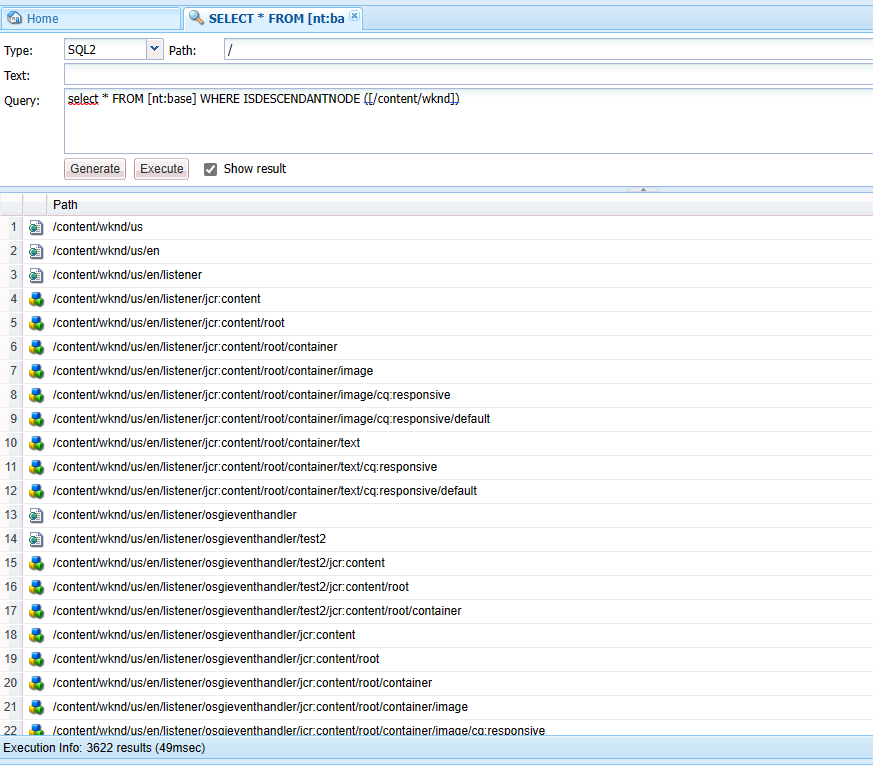 Home
SELECT * FROM [nt:ba
Type: SQL2 Path: /
Text:
Query: select * FROM [nt:base] WHERE ISDESCENDANTNODE ([/content/wknd])
Generate Execute Show result
Path
1 /content/wknd/us
2 /content/wknd/us/en
3 /content/wknd/us/en/listener
4 /content/wknd/us/en/listener/jcr:content
5 /content/wknd/us/en/listener/jcr:content/root
6 /content/wknd/us/en/listener/jcr:content/root/container
7 /content/wknd/us/en/listener/jcr:content/root/container/image
8 /content/wknd/us/en/listener/jcr:content/root/container/image/cq:responsive
9 /content/wknd/us/en/listener/jcr:content/root/container/image/cq:responsive/default
10 /content/wknd/us/en/listener/jcr:content/root/container/text
11 /content/wknd/us/en/listener/jcr:content/root/container/text/cq:responsive
12 /content/wknd/us/en/listener/jcr:content/root/container/text/cq:responsive/default
13 /content/wknd/us/en/listener/osgieventhandler
14 /content/wknd/us/en/listener/osgieventhandler/test2
15 /content/wknd/us/en/listener/osgieventhandler/test2/jcr:content
16 /content/wknd/us/en/listener/osgieventhandler/test2/jcr:content/root
17 /content/wknd/us/en/listener/osgieventhandler/test2/jcr:content/root/container
18 /content/wknd/us/en/listener/osgieventhandler/jcr:content
19 /content/wknd/us/en/listener/osgieventhandler/jcr:content/root
20 /content/wknd/us/en/listener/osgieventhandler/jcr:content/root/container
21 /content/wknd/us/en/listener/osgieventhandler/jcr:content/root/container/image
22 /content/wknd/us/en/listener/osgieventhandler/jcr:content/root/container/image/cq:responsive
Execution Info: 3622 results (49msec)